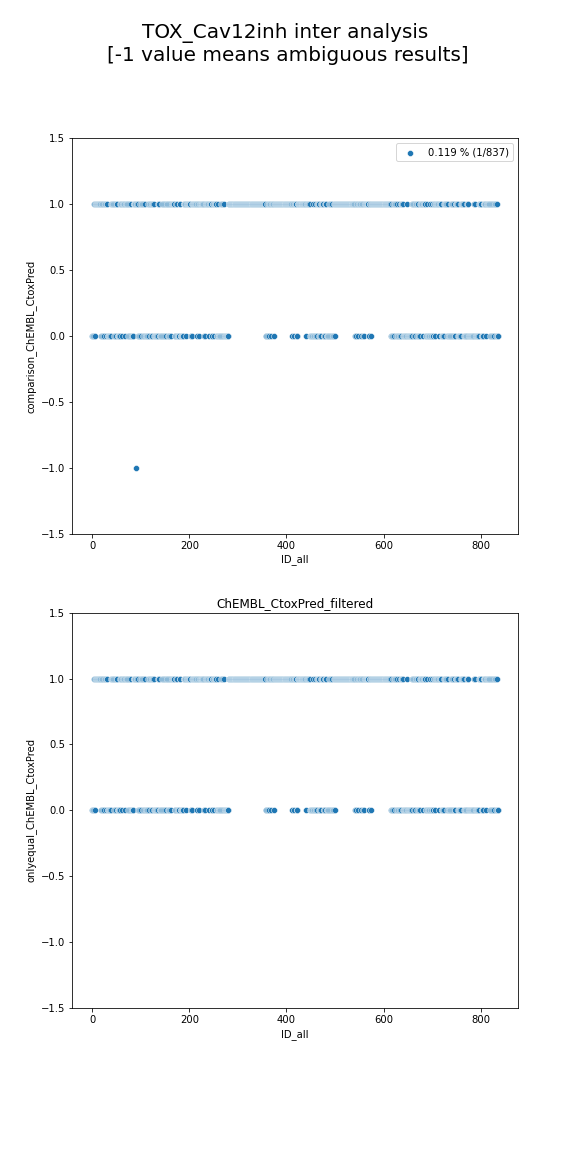 TOX_Cav12inh inter analysis
[-1 value means ambiguous results]
1.5
0.119 % (1/837)
1.0
0.5
comparison_ChEMBL_CtoxPred
0.0
−0.5
−1.0
−1.5
0 200 400 600 800
ID_all
ChEMBL_CtoxPred_filtered
1.5
1.0
0.5
onlyequal_ChEMBL_CtoxPred
0.0
−0.5
−1.0
−1.5
0 200 400 600 800
ID_all